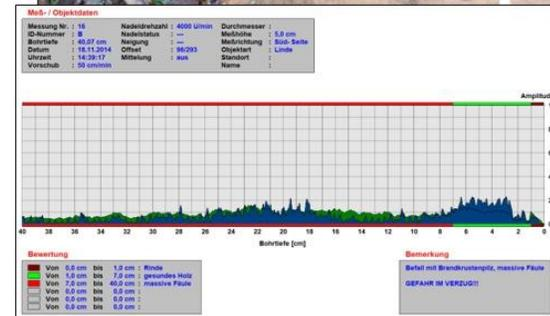 Meß- / Objektdaten
Messung Nr. : 16 Nadeldrehzahl : 4000 U/min Durchmesser :
ID-Nummer : B Nadelstatus : --- Meßhöhe : 5,0 cm
Bohrtiefe : 40,07 cm Neigung : --- Meßrichtung : Süd- Seite
Datum : 18.11.2014 Offset : 96/293 Objektart : Linde
Uhrzeit : 14:39:17 Mittelung : aus Standort :
Vorschub : 50 cm/min Name :
Amplitud
40 38 36 34 32 30 28 26 24 22 20 18 16 14 12 10 8 6 4 2 0
Bohrtiefe [cm]
Bewertung
Von 0,0 cm bis 1,0 cm : Rinde
Von 1,0 cm bis 7,0 cm : gesundes Holz
Von 7,0 cm bis 40,0 cm : massive Fäule
Von 0,0 cm bis 0,0 cm :
Von 0,0 cm bis 0,0 cm :
Von 0,0 cm bis 0,0 cm :
Bemerkung
Befall mit Brandkrustenpilz, massive Fäule
GEFAHR IM VERZUG!!!